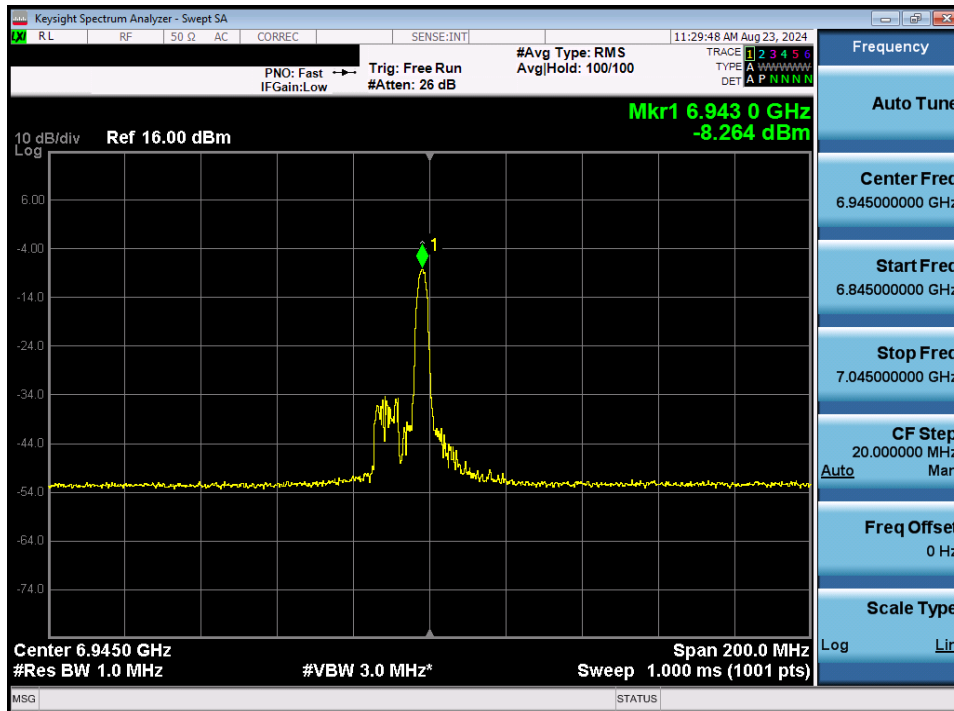 Keysight Spectrum Analyzer - Swept SA
LXI RL RF 50 Ω AC CORREC SENSE:INT 11:29:48 AM Aug 23, 2024
PNO: Fast
IFGain:Low
Trig: Free Run
#Atten: 26 dB
#Avg Type: RMS
Avg|Hold: 100/100
TRACE 1 2 3 4 5 6
TYPE A WWWWW
DET A P N N N N
Mkr1 6.943 0 GHz
-8.264 dBm
10 dB/div Ref 16.00 dBm
Log
6.00
-4.00
-14.0
-24.0
-34.0
-44.0
-54.0
-64.0
-74.0
1
Center 6.9450 GHz Span 200.0 MHz
#Res BW 1.0 MHz #VBW 3.0 MHz* Sweep 1.000 ms (1001 pts)
MSG STATUS
Frequency
Auto Tune
Center Freq
6.945000000 GHz
Start Freq
6.845000000 GHz
Stop Freq
7.045000000 GHz
CF Step
20.000000 MHz
Auto Man
Freq Offset
0 Hz
Scale Type
Log Lin